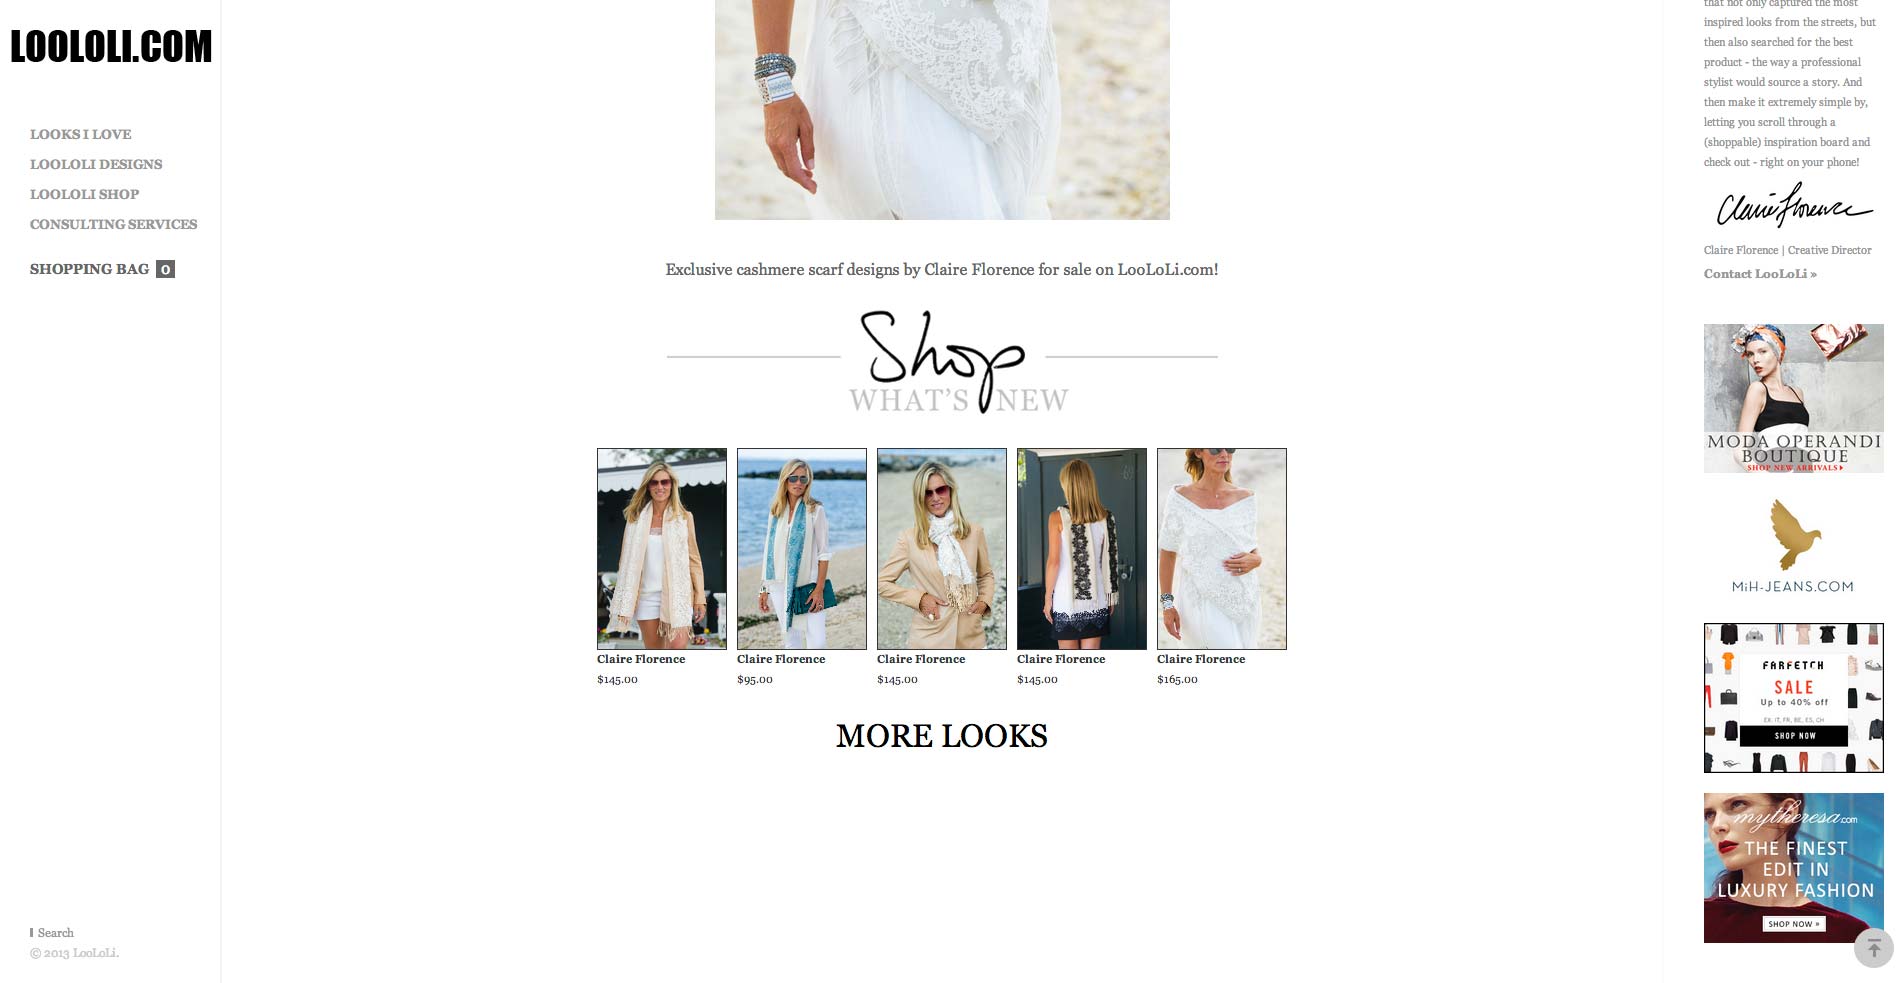 LOOLOLI.COM
LOOKS I LOVE
LOOLOLI DESIGNS
LOOLOLI SHOP
CONSULTING SERVICES
SHOPPING BAG 0
Search
© 2013 LooLoLi.
Exclusive cashmere scarf designs by Claire Florence for sale on LooLoLi.com!
Shop
WHAT'S NEW
Claire Florence
$145.00
Claire Florence
$95.00
Claire Florence
$145.00
Claire Florence
$145.00
Claire Florence
$165.00
MORE LOOKS
that not only captured the most
inspired looks from the streets, but
then also searched for the best
product - the way a professional
stylist would source a story. And
then make it extremely simple by,
letting you scroll through a
(shoppable) inspiration board and
check out - right on your phone!
Claire Florence
Claire Florence | Creative Director
Contact LooLoLi »
MODA OPERANDI
BOUTIQUE
SHOP NEW ARRIVALS
MiH-JEANS.COM
FARFETCH
SALE
Up to 40% off
EX: IT, FR, BE, ES, CH
SHOP NOW
mytheresa.com
THE FINEST
EDIT IN
LUXURY FASHION
SHOP NOW »